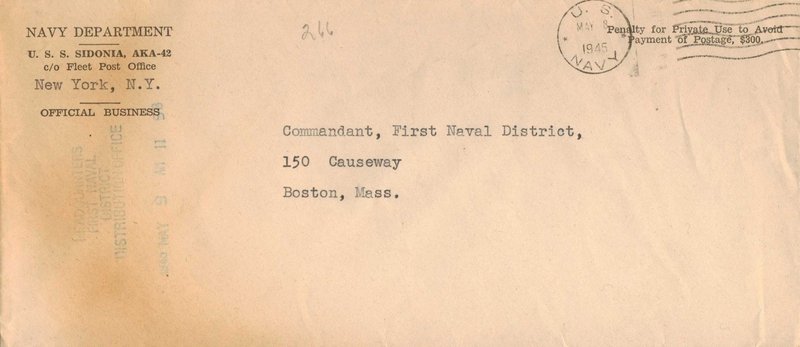 NAVY DEPARTMENT
U. S. S. SIDONIA, AKA-42
c/o Fleet Post Office
New York, N.Y.
OFFICIAL BUSINESS
266
U. S.
MAY 8
1945
NAVY
Penalty for Private Use to Avoid
Payment of Postage, $300.
Commandant, First Naval District,
150 Causeway
Boston, Mass.
HEADQUARTERS
FIRST NAVAL
DISTRICT
DISTRIBUTION OFFICE
MAY 9 AM 11